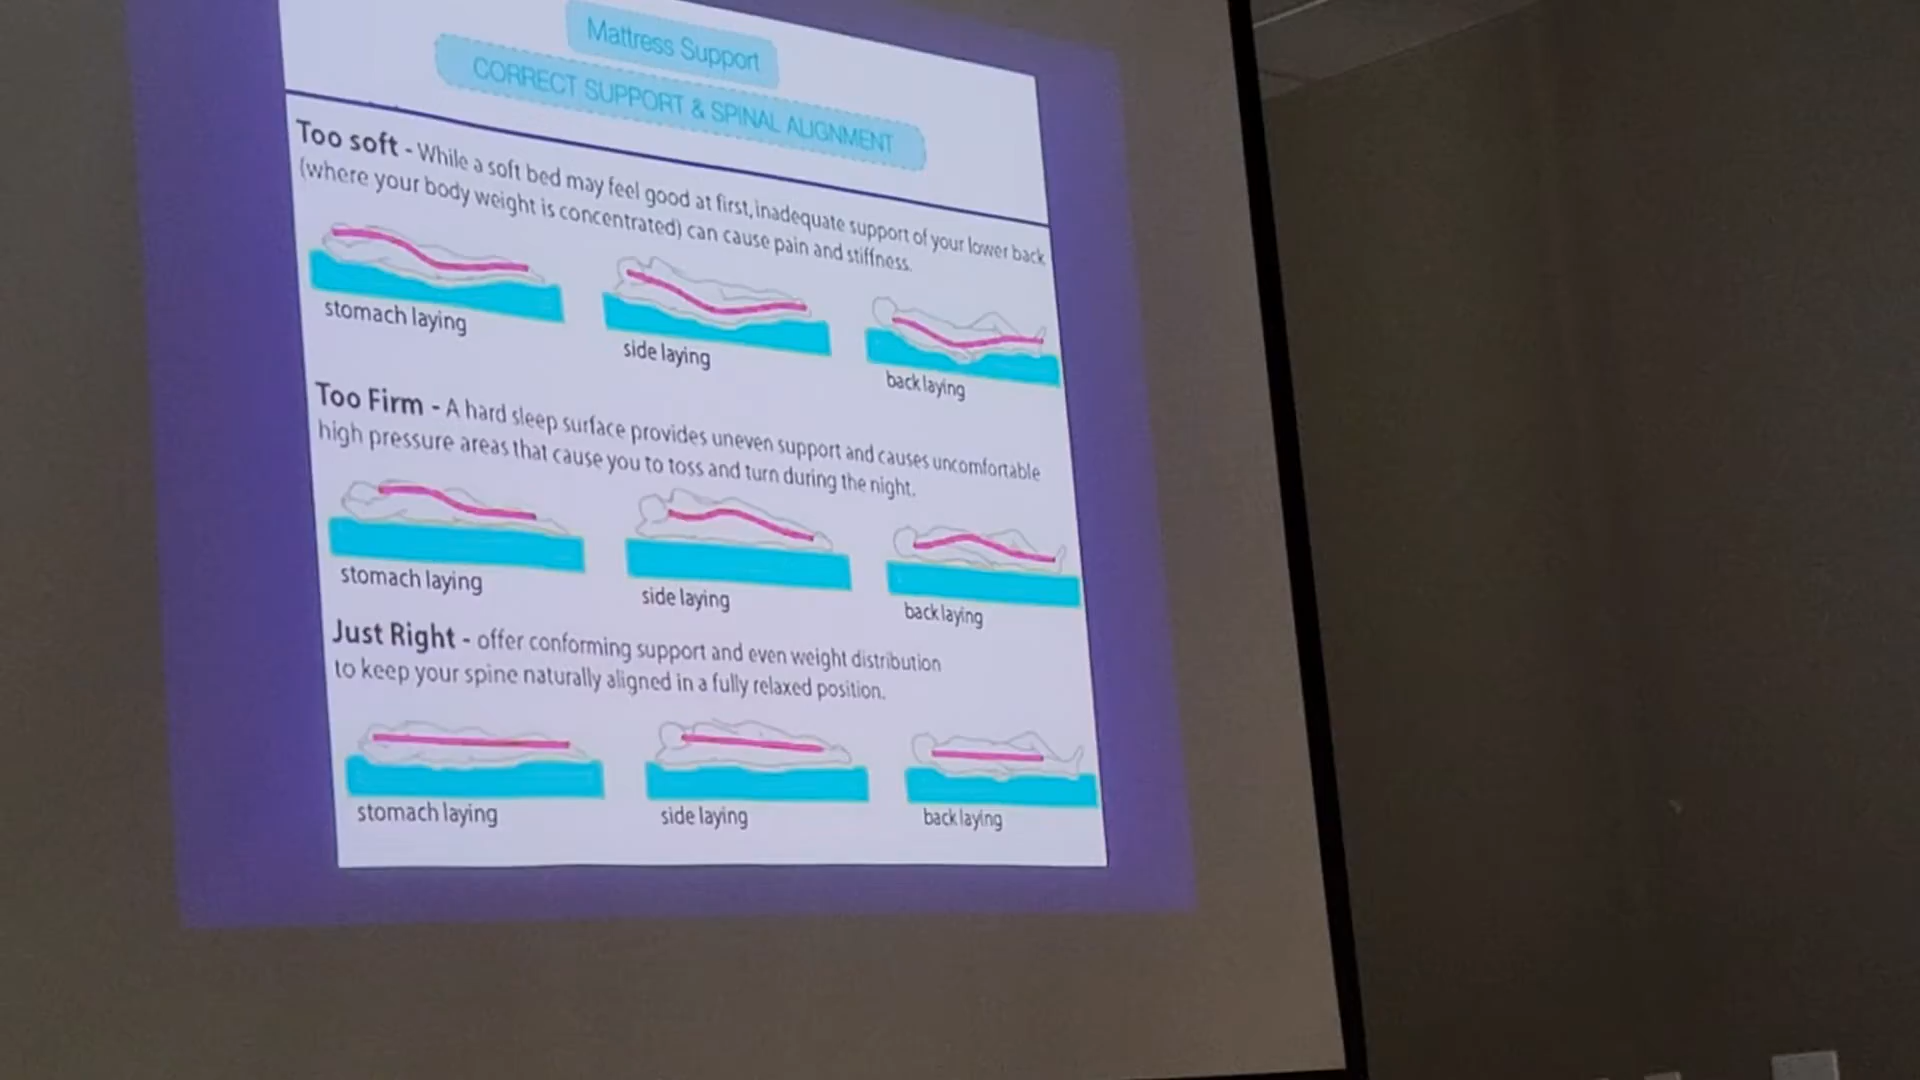 Mattress Support
CORRECT SUPPORT & SPINAL ALIGNMENT
Too soft - While a soft bed may feel good at first, inadequate support of your lower back
(where your body weight is concentrated) can cause pain and stiffness.
stomach laying
side laying
back laying
Too Firm - A hard sleep surface provides uneven support and causes uncomfortable
high pressure areas that cause you to toss and turn during the night.
stomach laying
side laying
back laying
Just Right - offer conforming support and even weight distribution
to keep your spine naturally aligned in a fully relaxed position.
stomach laying
side laying
back laying